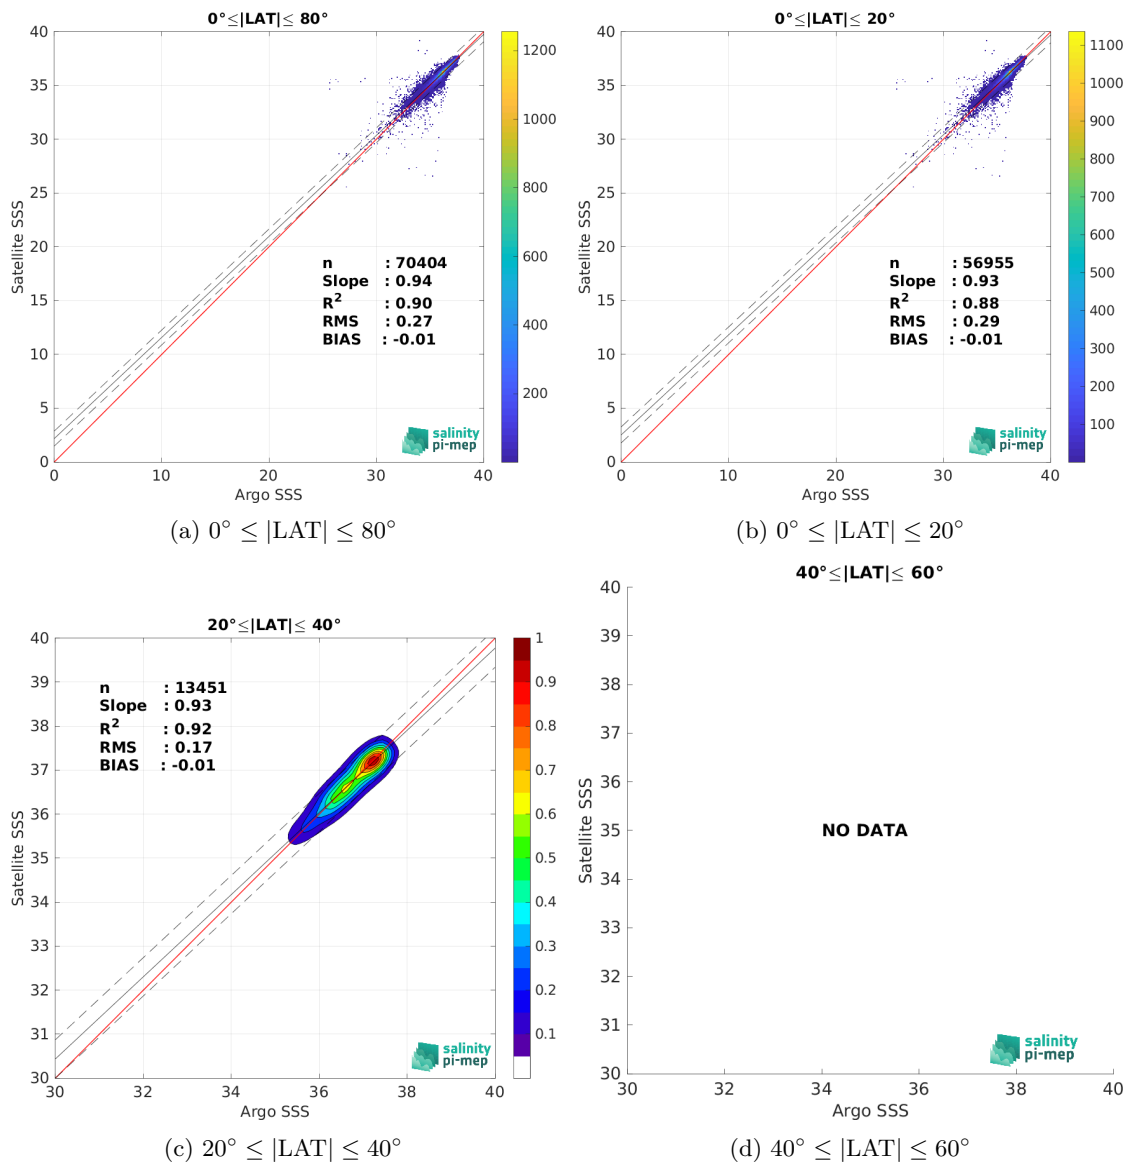 0°≤|LAT|≤ 80°
40
35
30
25
20
15
10
5
0
Satellite SSS
n : 70404
Slope : 0.94
R2 : 0.90
RMS : 0.27
BIAS : -0.01
salinity
pi-mep
0 10 20 30 40
Argo SSS
1200
1000
800
600
400
200
(a) 0° ≤ |LAT| ≤ 80°
0°≤|LAT|≤ 20°
40
35
30
25
20
15
10
5
0
Satellite SSS
n : 56955
Slope : 0.93
R2 : 0.88
RMS : 0.29
BIAS : -0.01
salinity
pi-mep
0 10 20 30 40
Argo SSS
1100
1000
900
800
700
600
500
400
300
200
100
(b) 0° ≤ |LAT| ≤ 20°
20°≤|LAT|≤ 40°
40
39
38
37
36
35
34
33
32
31
30
Satellite SSS
n : 13451
Slope : 0.93
R2 : 0.92
RMS : 0.17
BIAS : -0.01
salinity
pi-mep
30 32 34 36 38 40
Argo SSS
1
0.9
0.8
0.7
0.6
0.5
0.4
0.3
0.2
0.1
(c) 20° ≤ |LAT| ≤ 40°
40°≤|LAT|≤ 60°
40
39
38
37
36
35
34
33
32
31
30
Satellite SSS
NO DATA
salinity
pi-mep
30 32 34 36 38 40
Argo SSS
(d) 40° ≤ |LAT| ≤ 60°